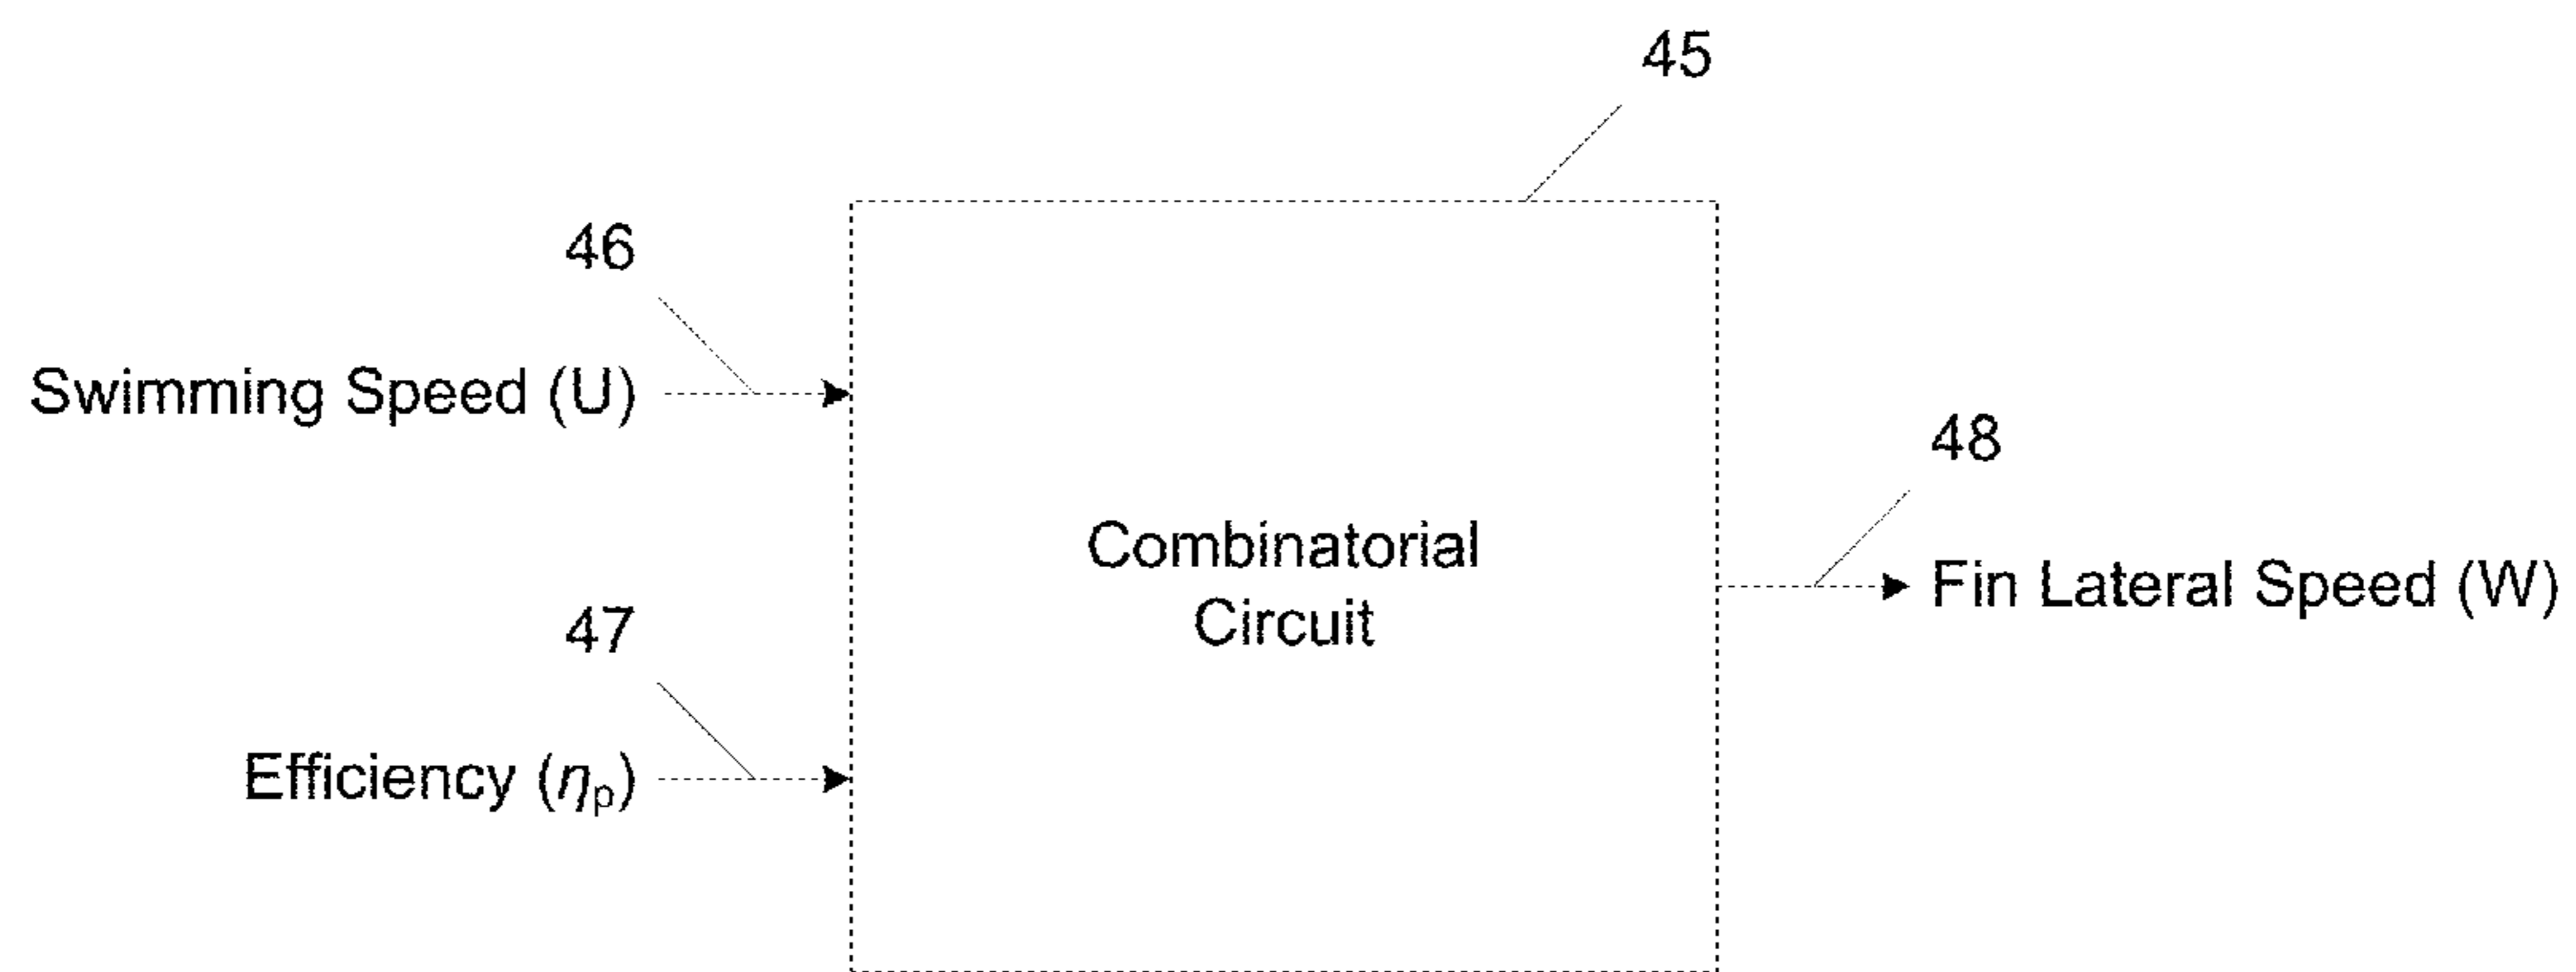 45
46
Swimming Speed (U)
48
Combinatorial
Circuit
Fin Lateral Speed (W)
47
Efficiency (ηp)